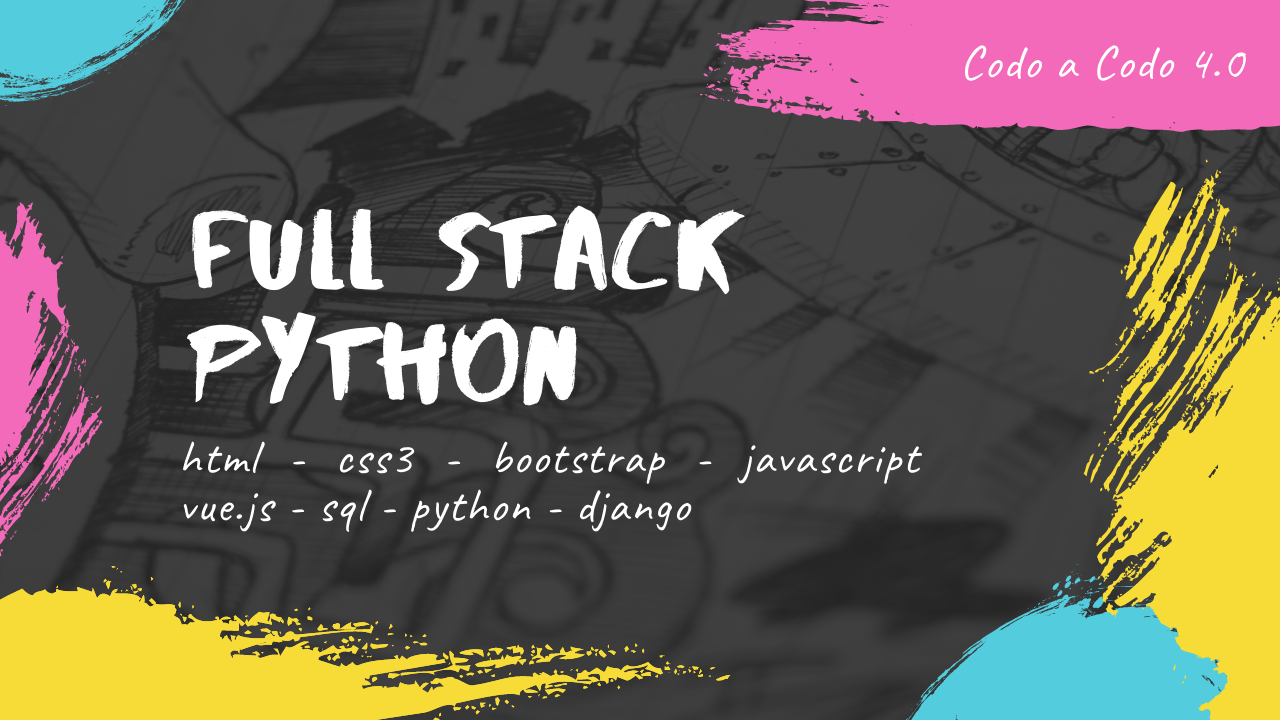 Codo a Codo 4.0
FULL STACK
PYTHON
html - css3 - bootstrap - javascript
vue.js - sql - python - django